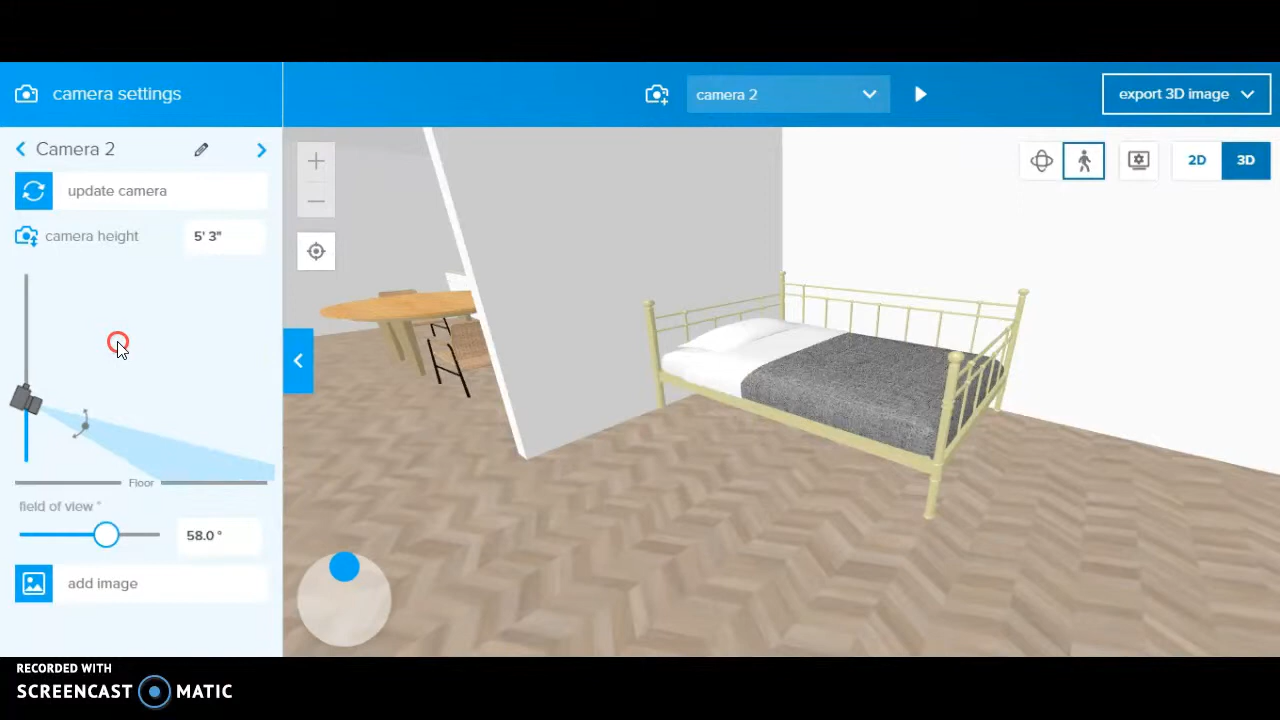 camera settings
camera 2
export 3D image
Camera 2
2D
3D
update camera
camera height
5' 3"
Floor
field of view °
58.0 °
add image
RECORDED WITH
SCREENCAST MATIC